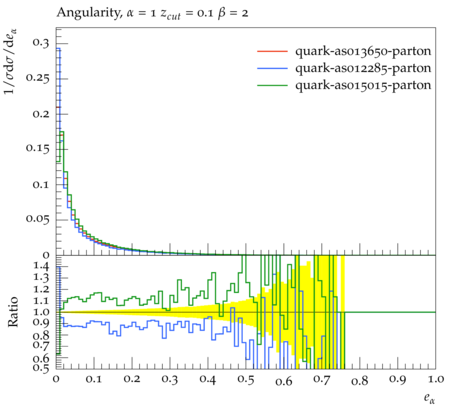 Angularity, α = 1 z_cut = 0.1 β = 2
1/σdσ/de_α
quark-as013650-parton
quark-as012285-parton
quark-as015015-parton
0.3
0.25
0.2
0.15
0.1
0.05
0
Ratio
1.4
1.3
1.2
1.1
1.0
0.9
0.8
0.7
0.6
0.5
0 0.1 0.2 0.3 0.4 0.5 0.6 0.7 0.8 0.9 1.0
e_α